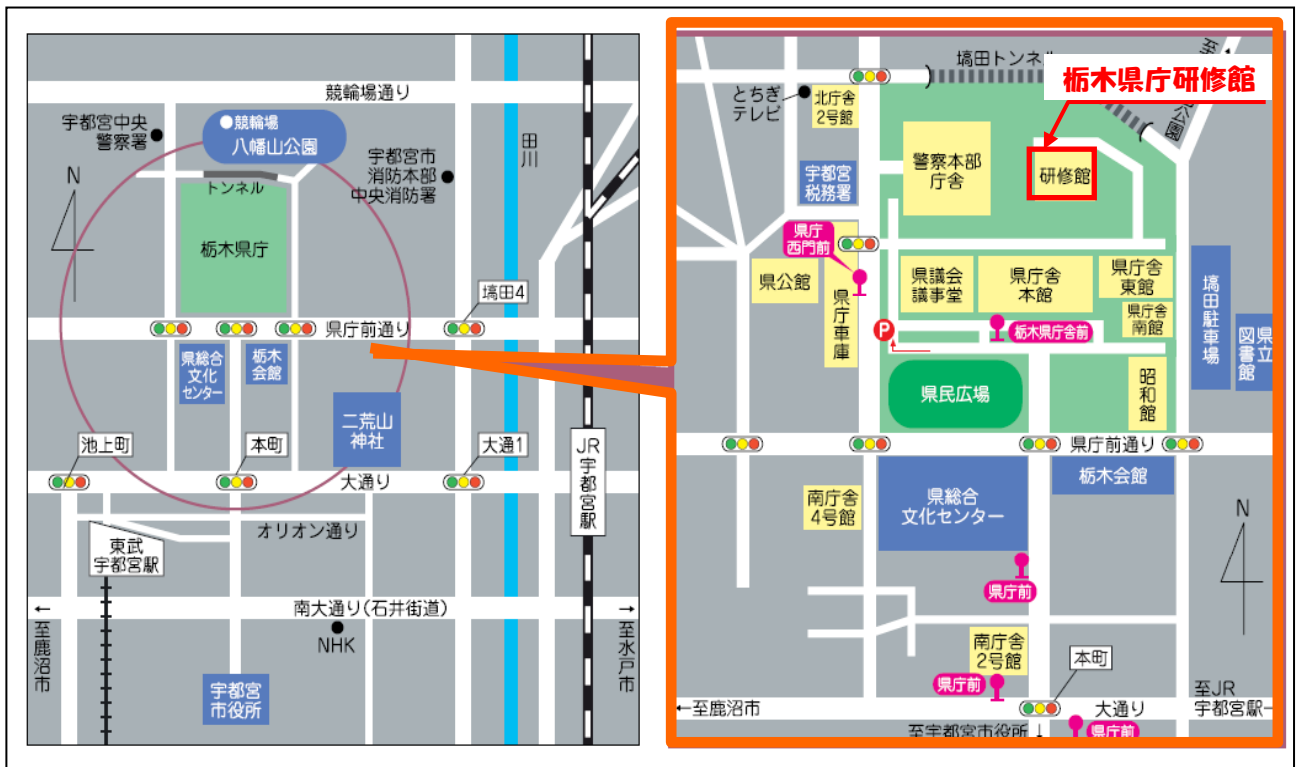 競輪場通り
宇都宮中央
警察署
●競輪場
八幡山公園
宇都宮市
消防本部
中央消防署
田川
N
トンネル
栃木県庁
塙田4
県庁前通り
県総合
文化
センター
栃木
会館
二荒山
神社
池上町
本町
大通1
大通り
JR宇都宮駅
オリオン通り
東武
宇都宮駅
南大通り(石井街道)
NHK
←至鹿沼市
→至水戸市
宇都宮
市役所
塙田トンネル
栃木県庁研修館
とちぎ
テレビ
北庁舎
2号館
警察本部
庁舎
研修館
公園
宇都宮
税務署
県庁
西門前
県公館
県庁車庫
県議会
議事堂
県庁舎
本館
県庁舎
東館
県庁舎
南館
塙田駐車場
県立
図書館
P
栃木県庁舎前
県民広場
昭和館
県庁前通り
栃木会館
南庁舎
4号館
県総合
文化センター
県庁前
N
南庁舎
2号館
本町
県庁前
至JR
宇都宮駅
←至鹿沼市
大通り
至宇都宮市役所↓
県庁前